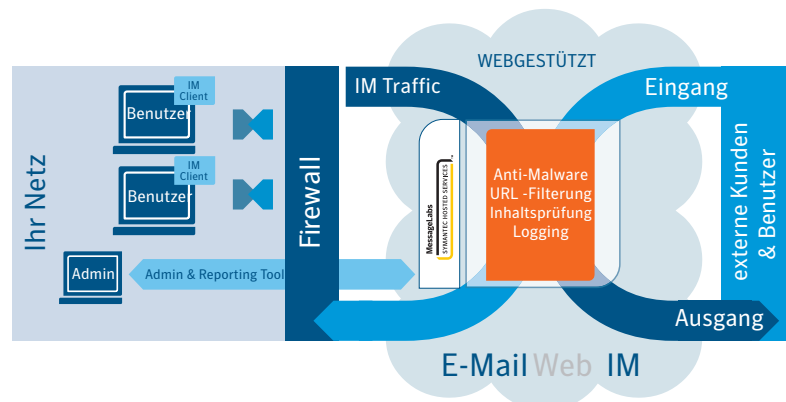 WEBGESTÜTZT
Ihr Netz
IM
Client
Benutzer
IM
Client
Benutzer
Admin
Admin & Reporting Tool
Firewall
IM Traffic
Eingang
MessageLabs
SYMANTEC HOSTED SERVICES
Anti-Malware
URL -Filterung
Inhaltsprüfung
Logging
externe Kunden
& Benutzer
Ausgang
E-Mail Web IM